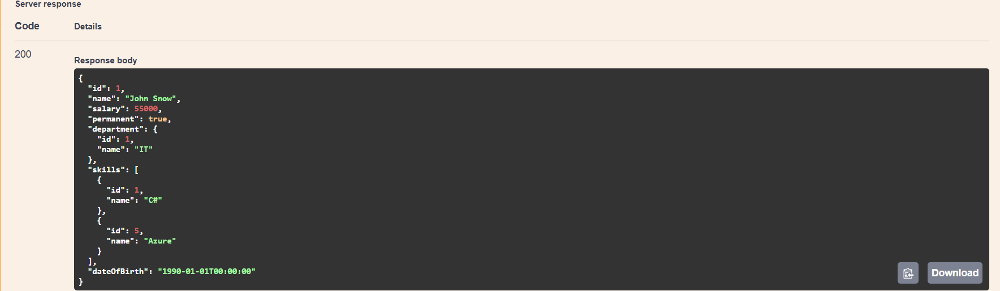 Server response
Code Details
200
Response body
{
  "id": 1,
  "name": "John Snow",
  "salary": 55000,
  "permanent": true,
  "department": {
    "id": 1,
    "name": "IT"
  },
  "skills": [
    {
      "id": 1,
      "name": "C#"
    },
    {
      "id": 5,
      "name": "Azure"
    }
  ],
  "dateOfBirth": "1990-01-01T00:00:00"
}
Download